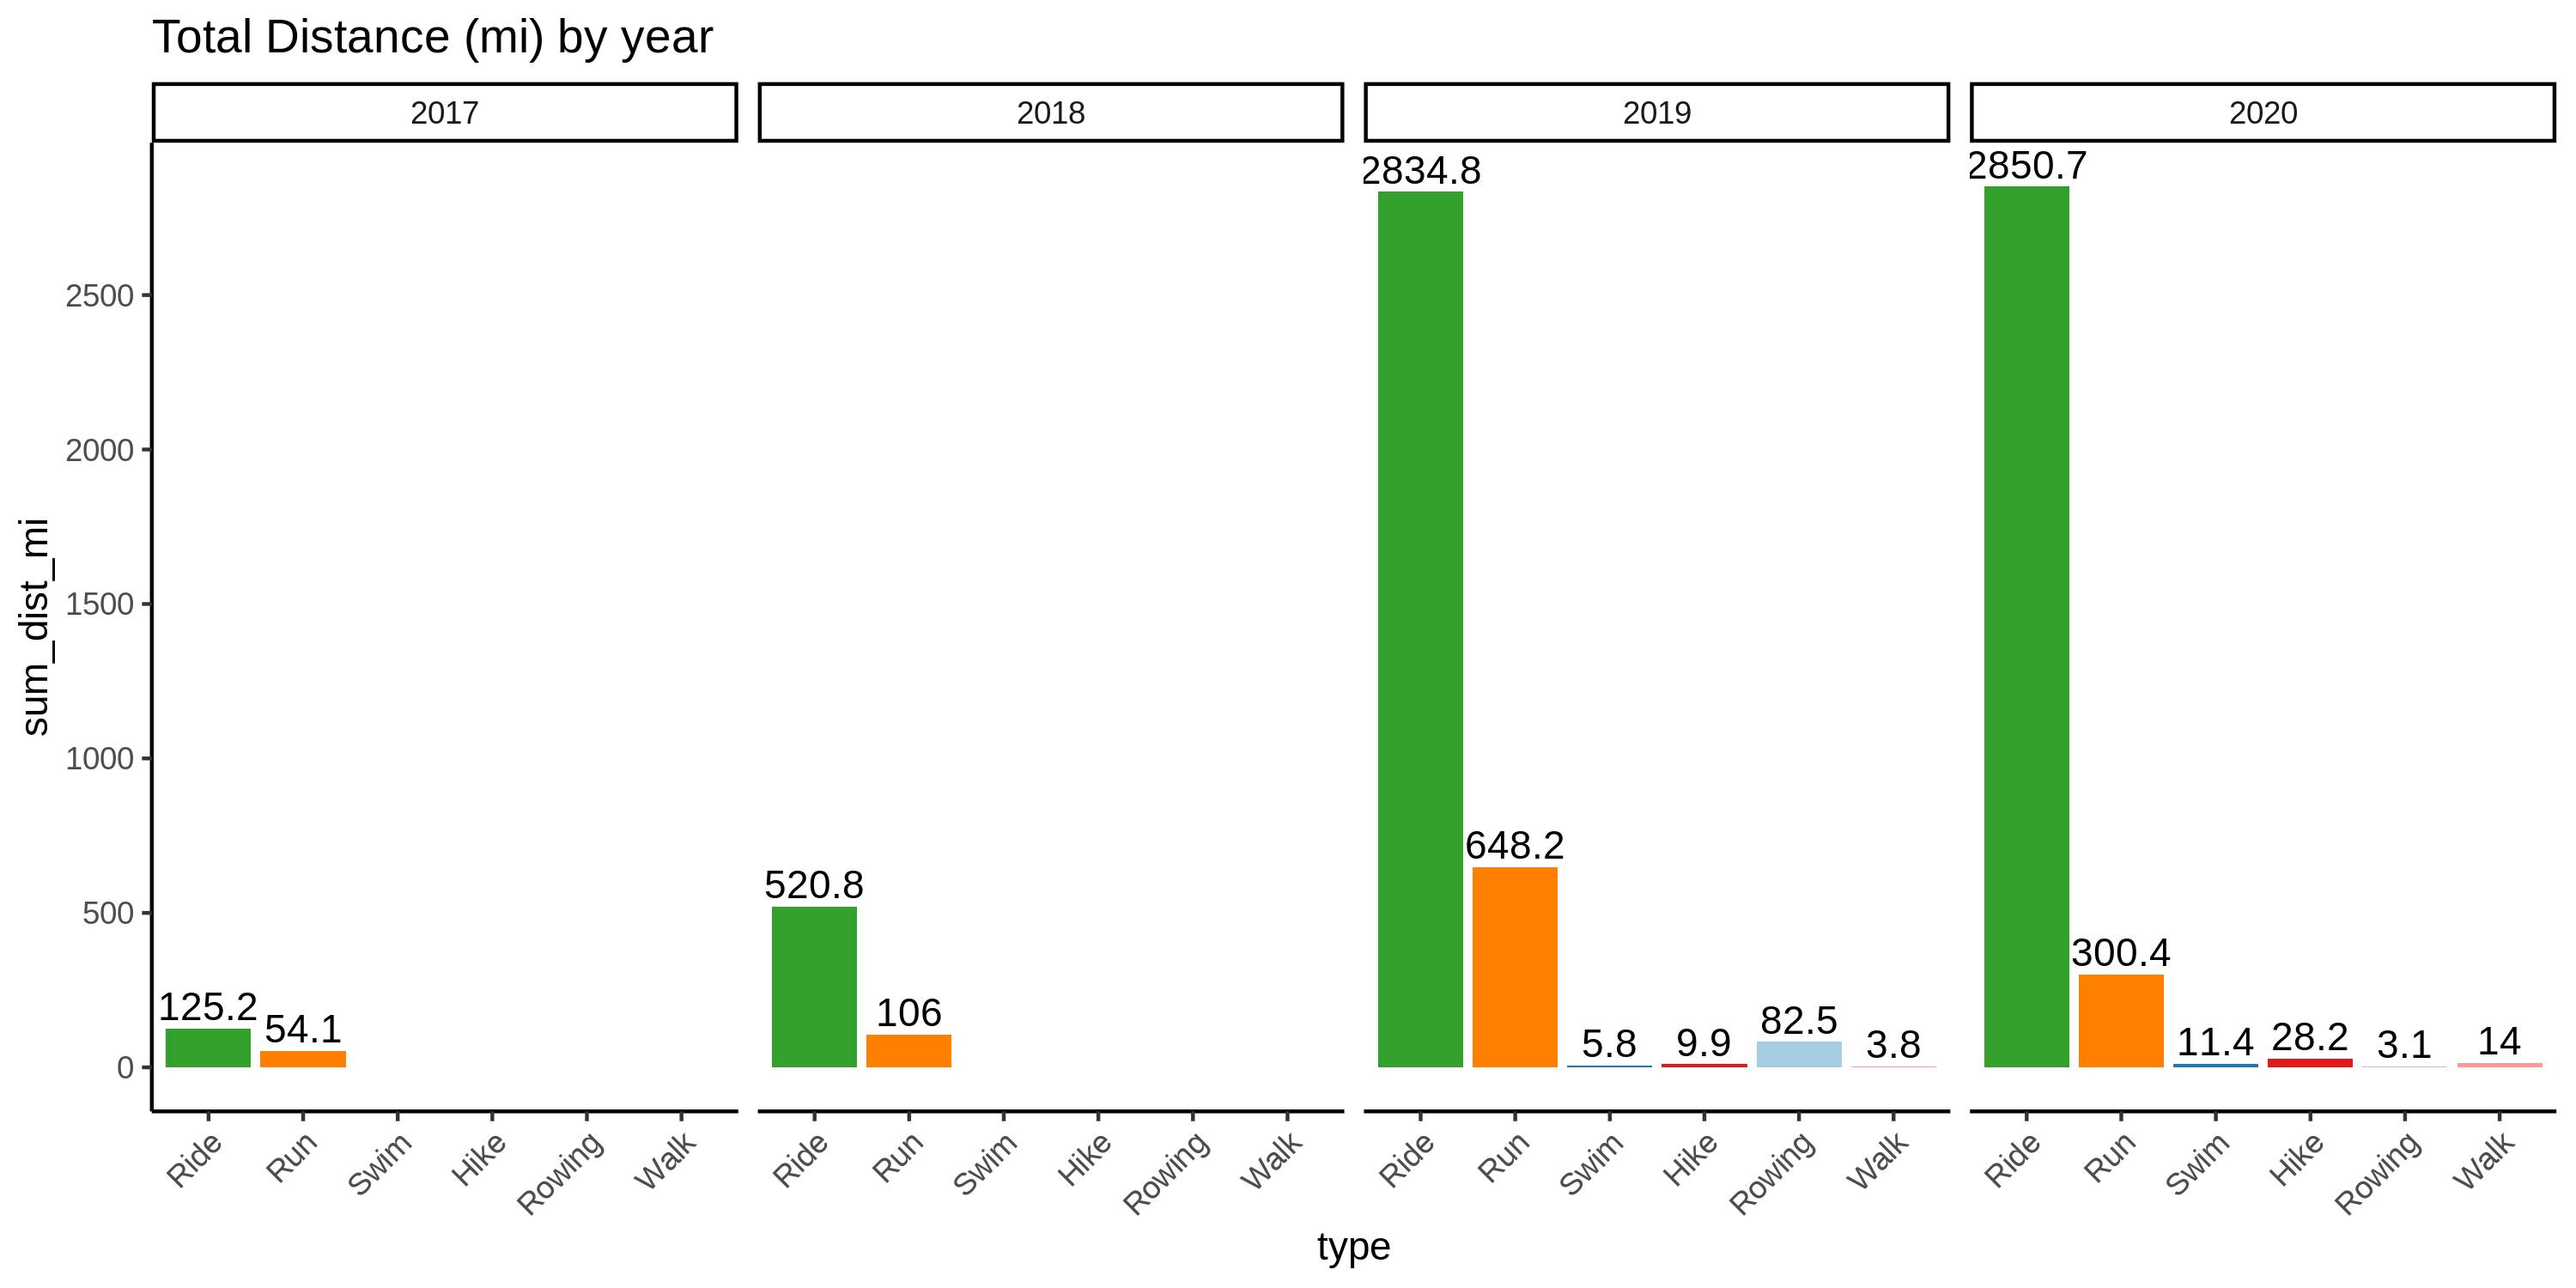 Total Distance (mi) by year
2017 2018 2019 2020
2834.8 2850.7
648.2
520.8
300.4
125.2 54.1 106 5.8 9.9 82.5 3.8 11.4 28.2 3.1 14
2500
2000
1500
1000
500
0
sum_dist_mi
Ride Run Swim Hike Rowing Walk Ride Run Swim Hike Rowing Walk Ride Run Swim Hike Rowing Walk Ride Run Swim Hike Rowing Walk
type